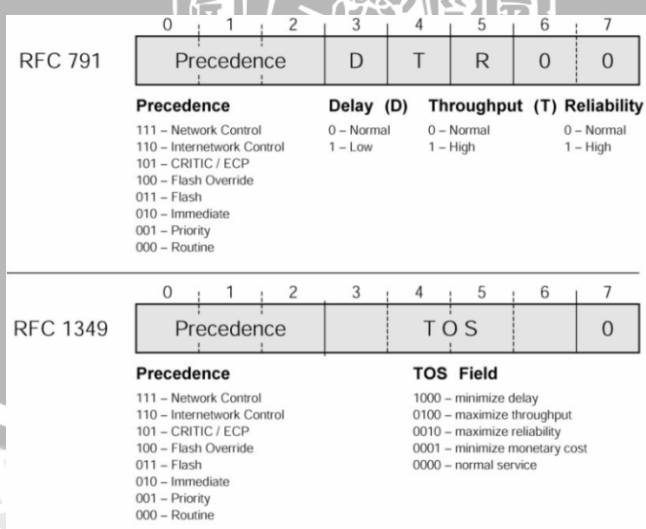 0 1 2 3 4 5 6 7
RFC 791 Precedence D T R 0 0
Precedence Delay (D) Throughput (T) Reliability
111 – Network Control 0 – Normal 0 – Normal 0 – Normal
110 – Internetwork Control 1 – Low 1 – High 1 – High
101 – CRITIC / ECP
100 – Flash Override
011 – Flash
010 – Immediate
001 – Priority
000 – Routine
0 1 2 3 4 5 6 7
RFC 1349 Precedence TOS 0
Precedence TOS Field
111 – Network Control 1000 – minimize delay
110 – Internetwork Control 0100 – maximize throughput
101 – CRITIC / ECP 0010 – maximize reliability
100 – Flash Override 0001 – minimize monetary cost
011 – Flash 0000 – normal service
010 – Immediate
001 – Priority
000 – Routine